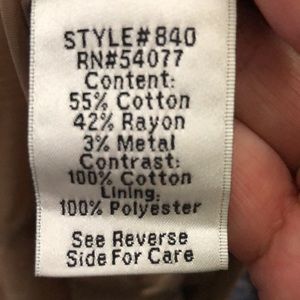 STYLE#840
RN#54077
Content:
55% Cotton
42% Rayon
3% Metal
Contrast:
100% Cotton
Lining:
100% Polyester
See Reverse
Side For Care